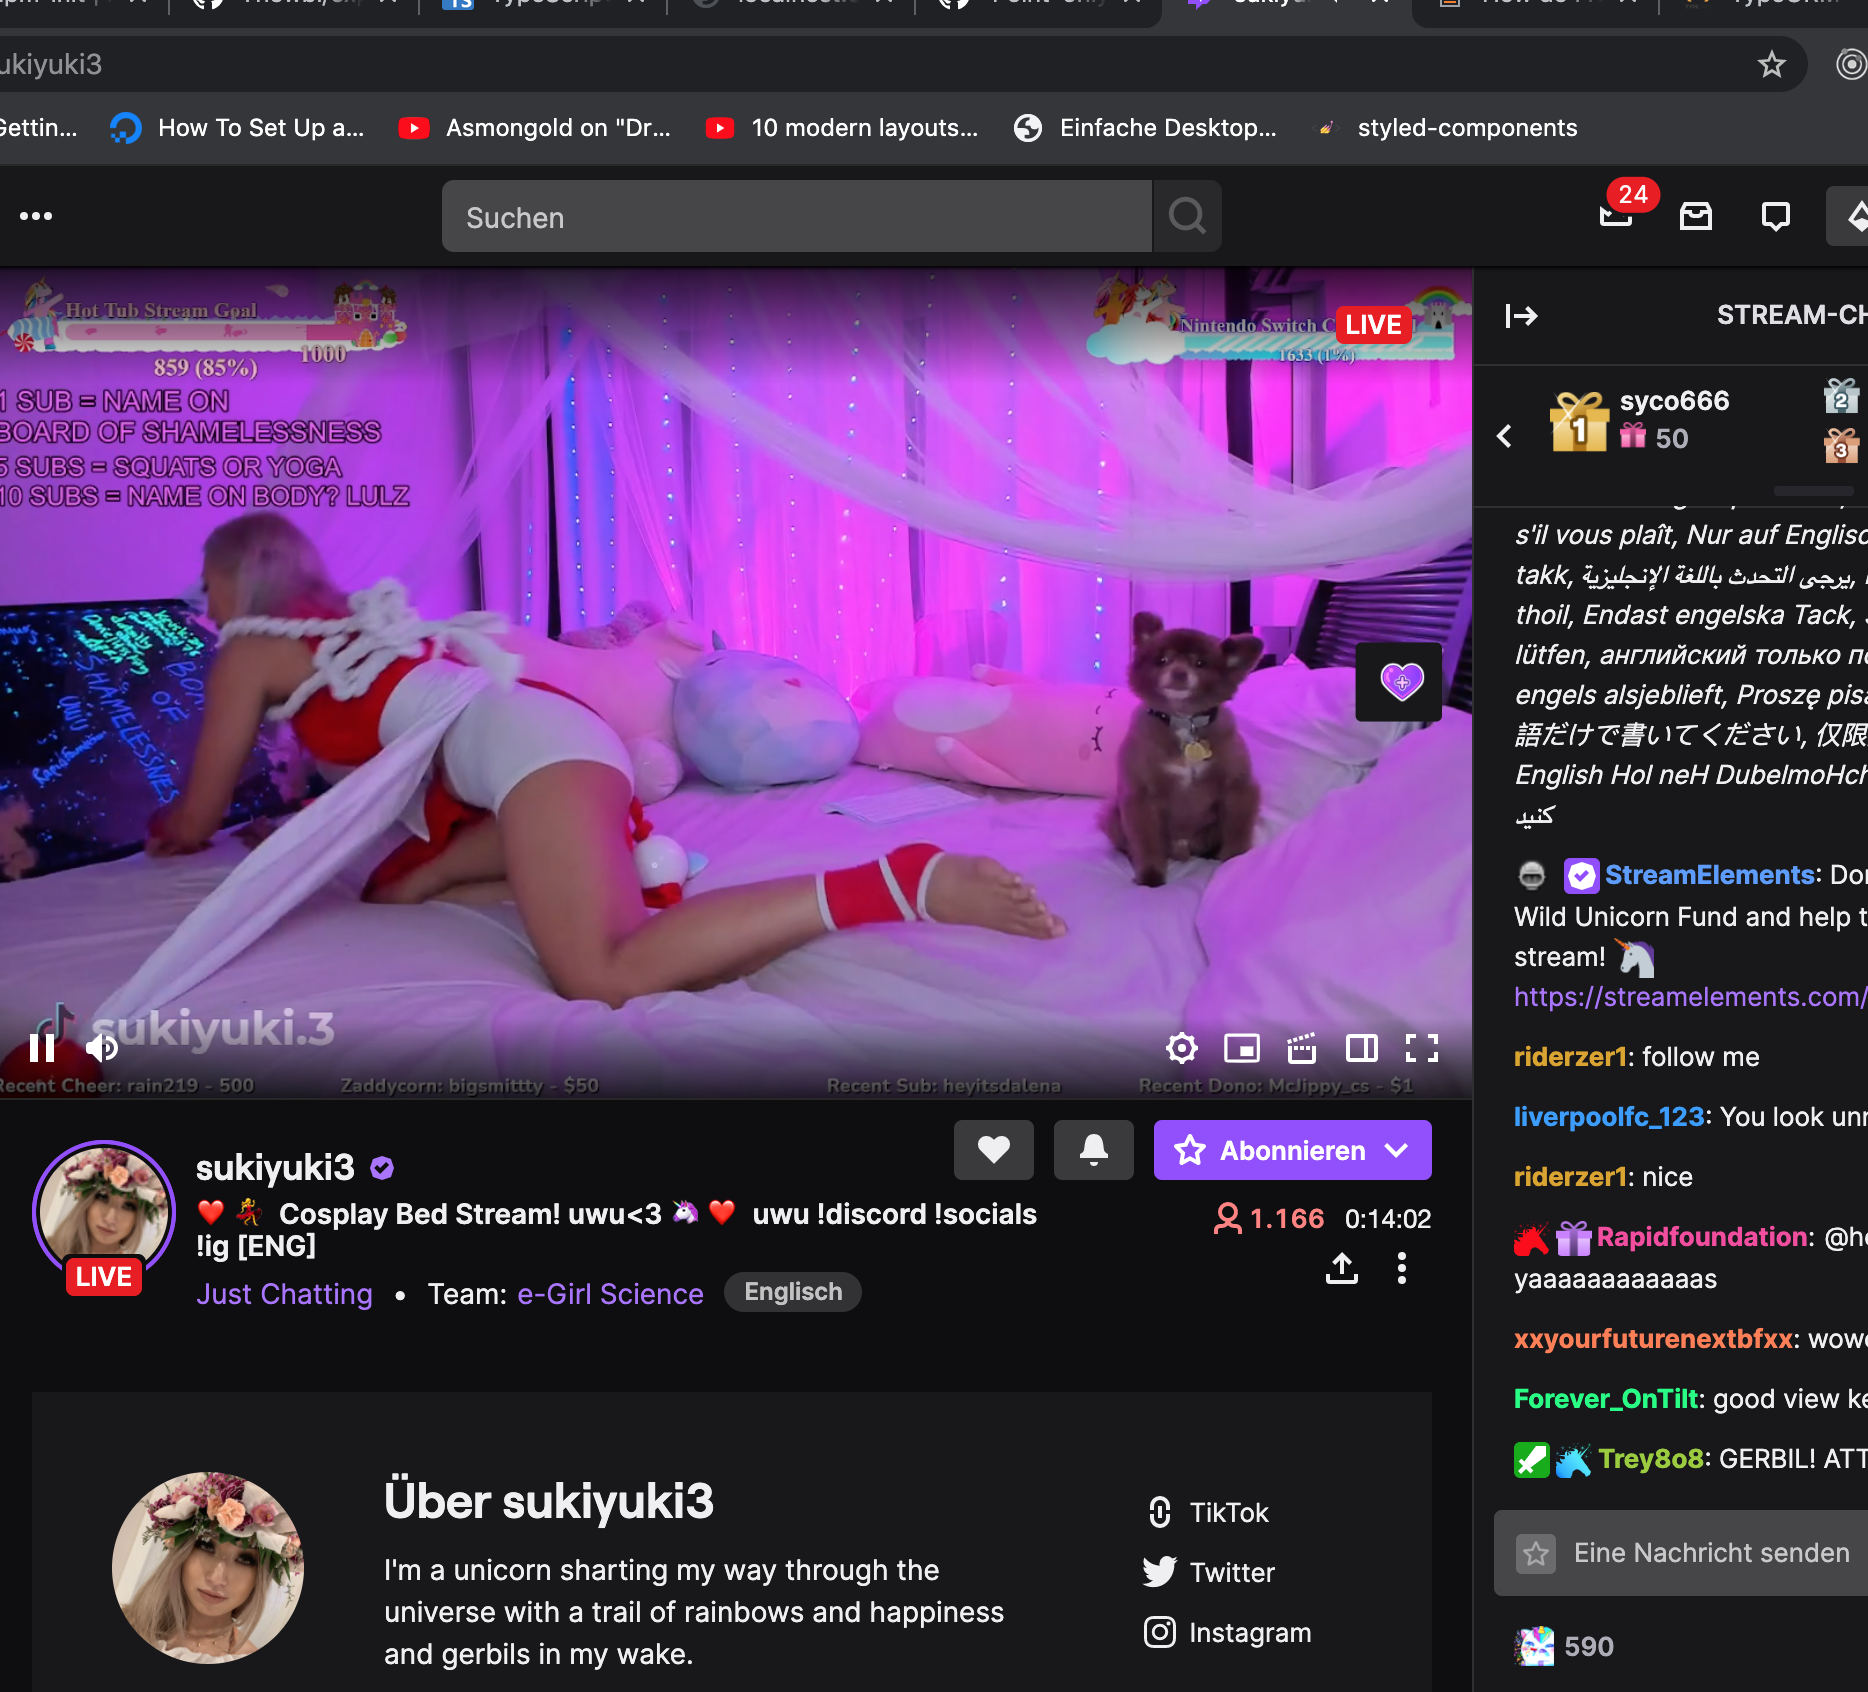 ukiyuki3
How To Set Up a...
Asmongold on "Dr...
10 modern layouts...
Einfache Desktop...
styled-components
Suchen
24
Hot Tub Stream Goal
1000
859 (85%)
1 SUB = NAME ON
BOARD OF SHAMELESSNESS
5 SUBS = SQUATS OR YOGA
10 SUBS = NAME ON BODY? LULZ
Nintendo Switch
LIVE
1633 (1%)
SHAMELESSNES
sukiyuki.3
Recent Cheer: rain219 - 500
Zaddycorn: bigsmittty - $50
Recent Sub: heyitsdalena
Recent Dono: McJippy_cs - $1
sukiyuki3
Abonnieren
❤️ 💃 Cosplay Bed Stream! uwu<3 🦄 ❤️ uwu !discord !socials
!ig [ENG]
1.166 0:14:02
LIVE
Just Chatting • Team: e-Girl Science Englisch
Über sukiyuki3
I'm a unicorn sharting my way through the
universe with a trail of rainbows and happiness
and gerbils in my wake.
TikTok
Twitter
Instagram
STREAM-CH
1
syco666
50
2
3
s'il vous plaît, Nur auf Englisc
takk, يرجى التحدث باللغة الإنجليزية,
thoil, Endast engelska Tack,
lütfen, английский только
engels alsjeblieft, Proszę pisa
語だけで書いてください, 仅限
English Hol neH DubelmoHch
کنید
StreamElements: Don
Wild Unicorn Fund and help t
stream!
https://streamelements.com/
riderzer1: follow me
liverpoolfc_123: You look unr
riderzer1: nice
Rapidfoundation: @he
yaaaaaaaaaaaas
xxyourfuturenextbfxx: wow
Forever_OnTilt: good view ke
Trey8o8: GERBIL! ATT
Eine Nachricht senden
590